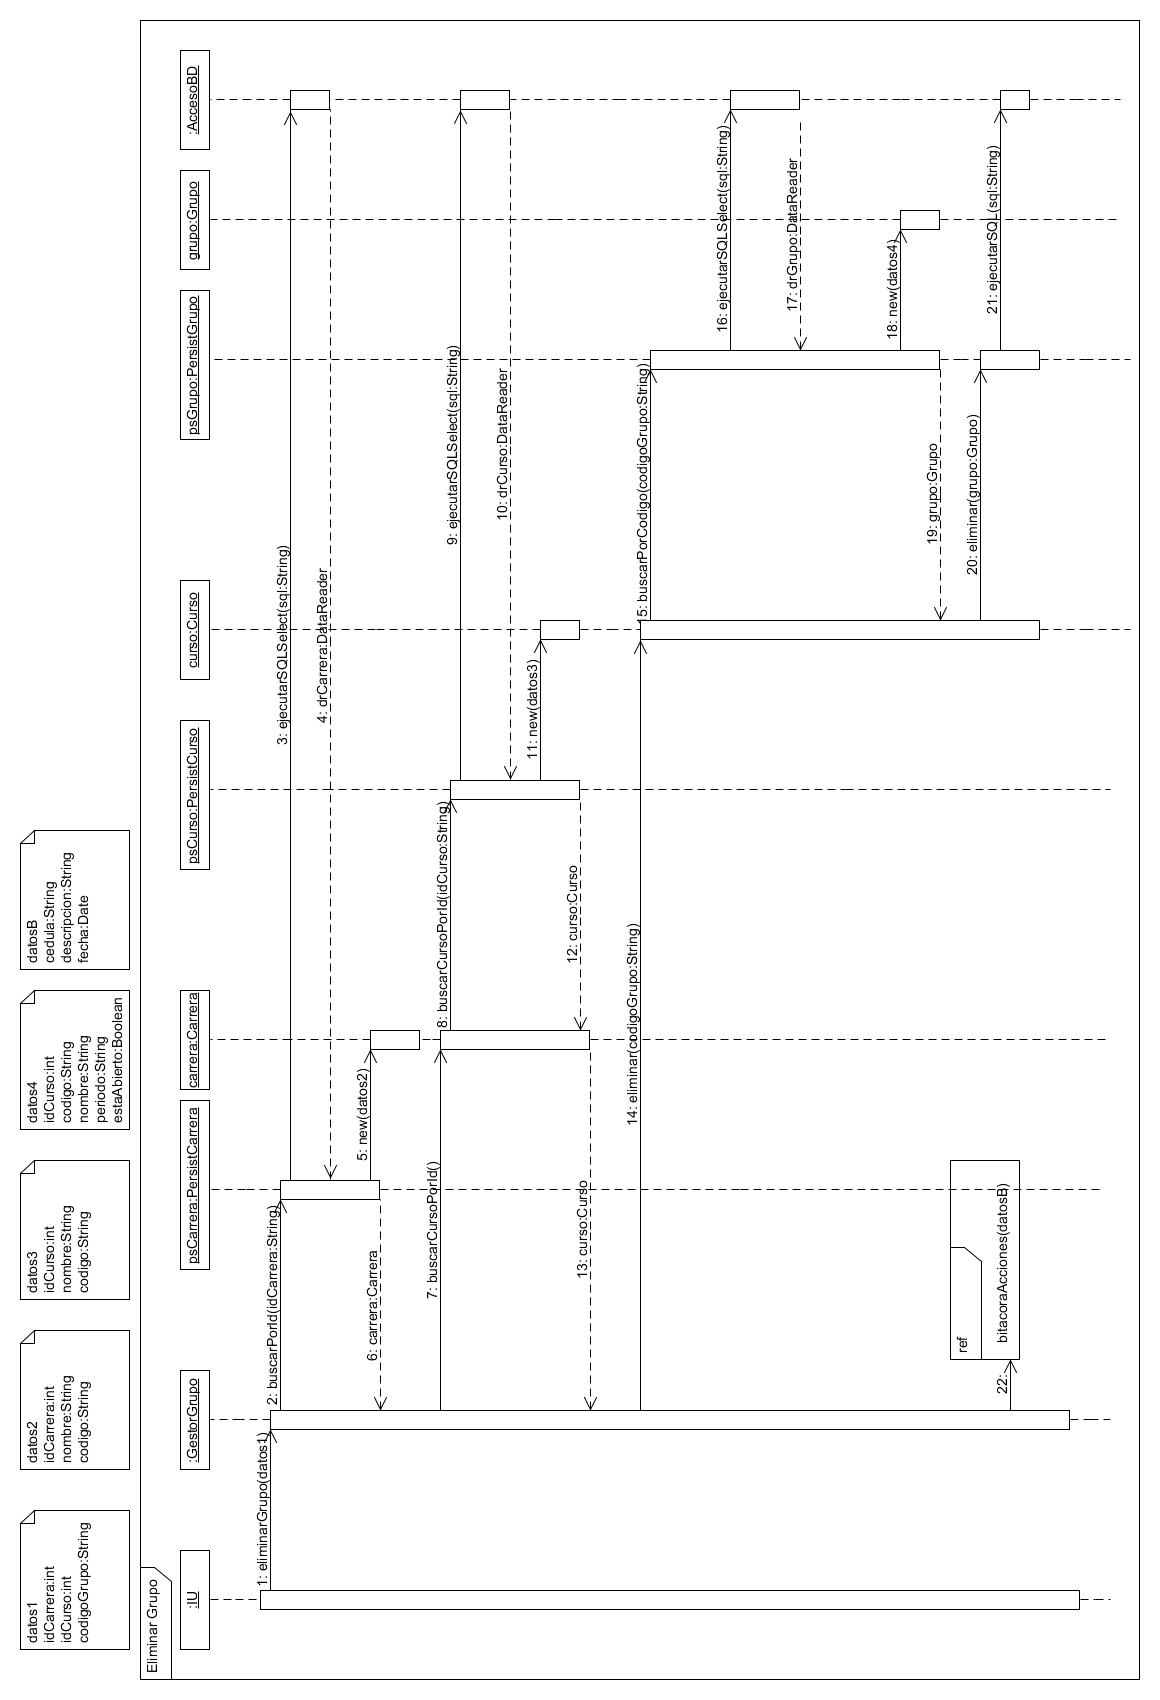 datos1
idCarrera:int
idCurso:int
codigoGrupo:String
datos2
idCarrera:int
nombre:String
codigo:String
datos3
idCurso:int
nombre:String
codigo:String
datos4
idCurso:int
codigo:String
nombre:String
periodo:String
estaAbierto:Boolean
datosB
cedula:String
descripcion:String
fecha:Date
Eliminar Grupo
:IU
:GestorGrupo
psCarrera:PersistCarrera
carrera:Carrera
psCurso:PersistCurso
curso:Curso
psGrupo:PersistGrupo
grupo:Grupo
:AccesoBD
1: eliminarGrupo(datos1)
2: buscarPorId(idCarrera:String)
3: ejecutarSQLSelect(sql:String)
4: drCarrera:DataReader
5: new(datos2)
6: carrera:Carrera
7: buscarCursoPorId()
8: buscarCursoPorId(idCurso:String)
9: ejecutarSQLSelect(sql:String)
10: drCurso:DataReader
11: new(datos3)
12: curso:Curso
13: curso:Curso
14: eliminar(codigoGrupo:String)
15: buscarPorCodigo(codigoGrupo:String)
16: ejecutarSQLSelect(sql:String)
17: drGrupo:DataReader
18: new(datos4)
19: grupo:Grupo
20: eliminar(grupo:Grupo)
21: ejecutarSQL(sql:String)
22:
ref
bitacoraAcciones(datosB)